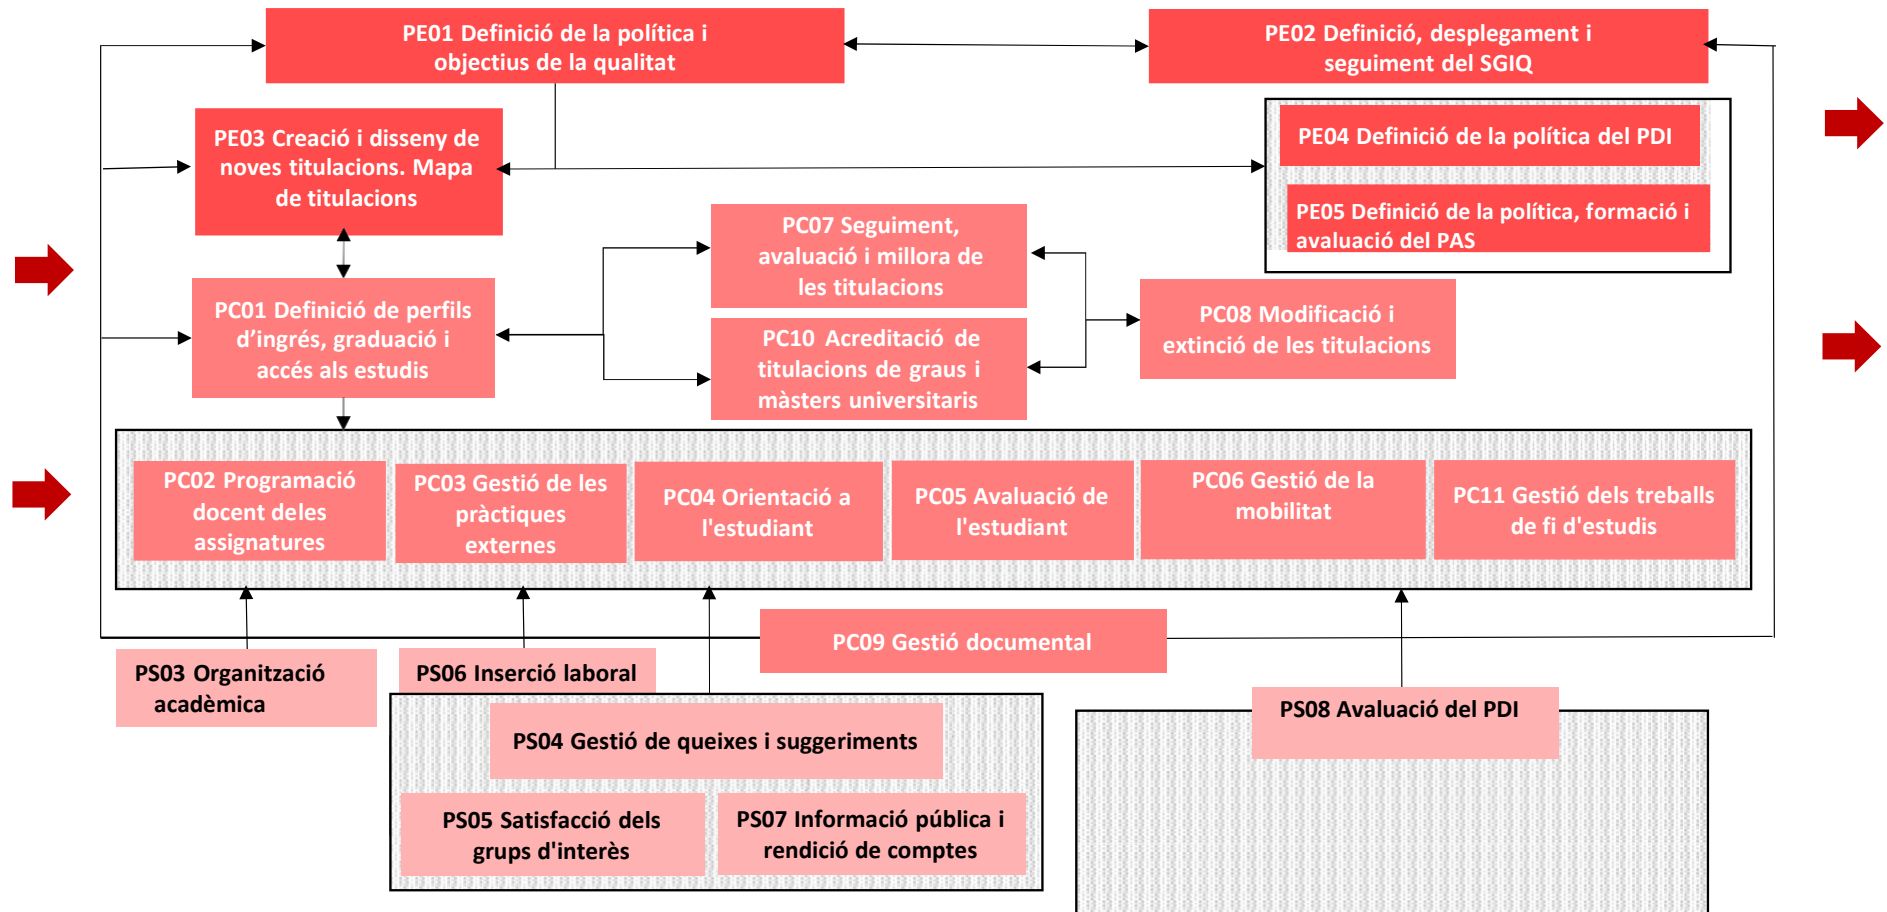 PE01 Definició de la política i
objectius de la qualitat
PE02 Definició, desplegament i
seguiment del SGIQ
PE03 Creació i disseny de
noves titulacions. Mapa
de titulacions
PE04 Definició de la política del PDI
PE05 Definició de la política, formació i
avaluació del PAS
PC07 Seguiment,
avaluació i millora de
les titulacions
PC01 Definició de perfils
d’ingrés, graduació i
accés als estudis
PC10 Acreditació de
titulacions de graus i
màsters universitaris
PC08 Modificació i
extinció de les titulacions
PC02 Programació
docent deles
assignatures
PC03 Gestió de les
pràctiques
externes
PC04 Orientació a
l'estudiant
PC05 Avaluació de
l'estudiant
PC06 Gestió de la
mobilitat
PC11 Gestió dels treballs
de fi d'estudis
PC09 Gestió documental
PS03 Organització
acadèmica
PS06 Inserció laboral
PS08 Avaluació del PDI
PS04 Gestió de queixes i suggeriments
PS05 Satisfacció dels
grups d'interès
PS07 Informació pública i
rendició de comptes